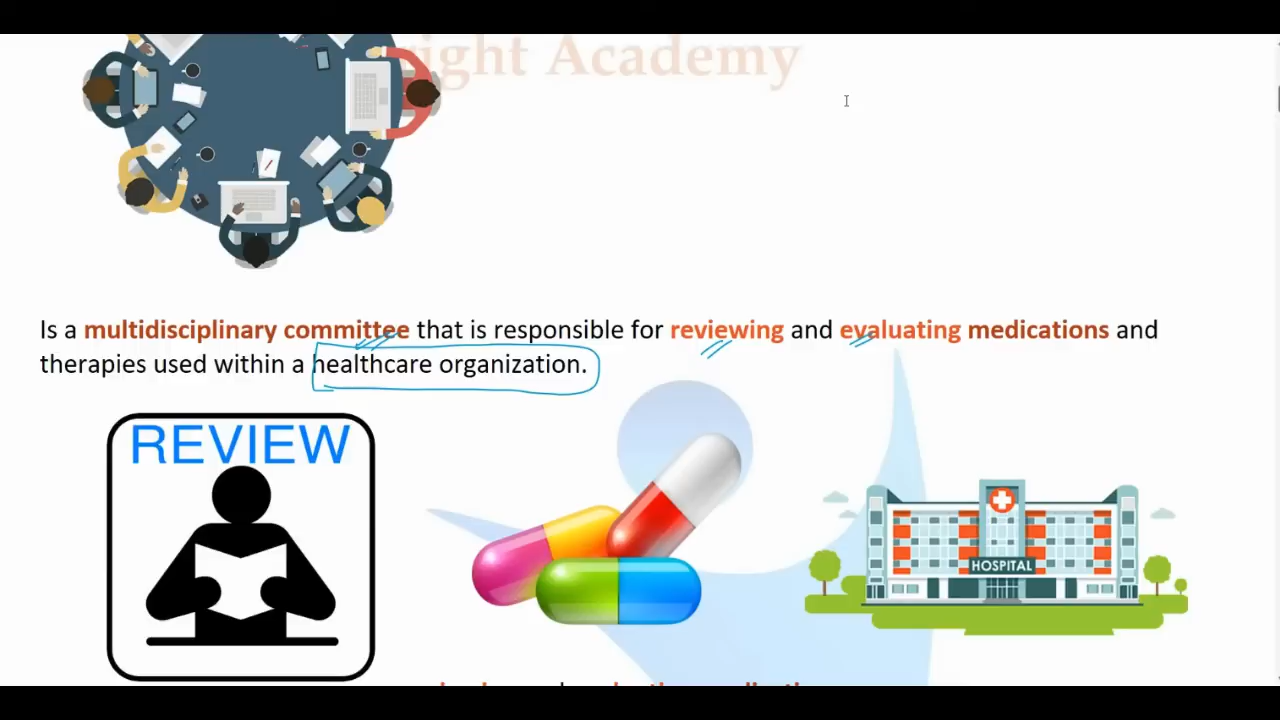 right Academy
Is a multidisciplinary committee that is responsible for reviewing and evaluating medications and
therapies used within a healthcare organization.
REVIEW
HOSPITAL